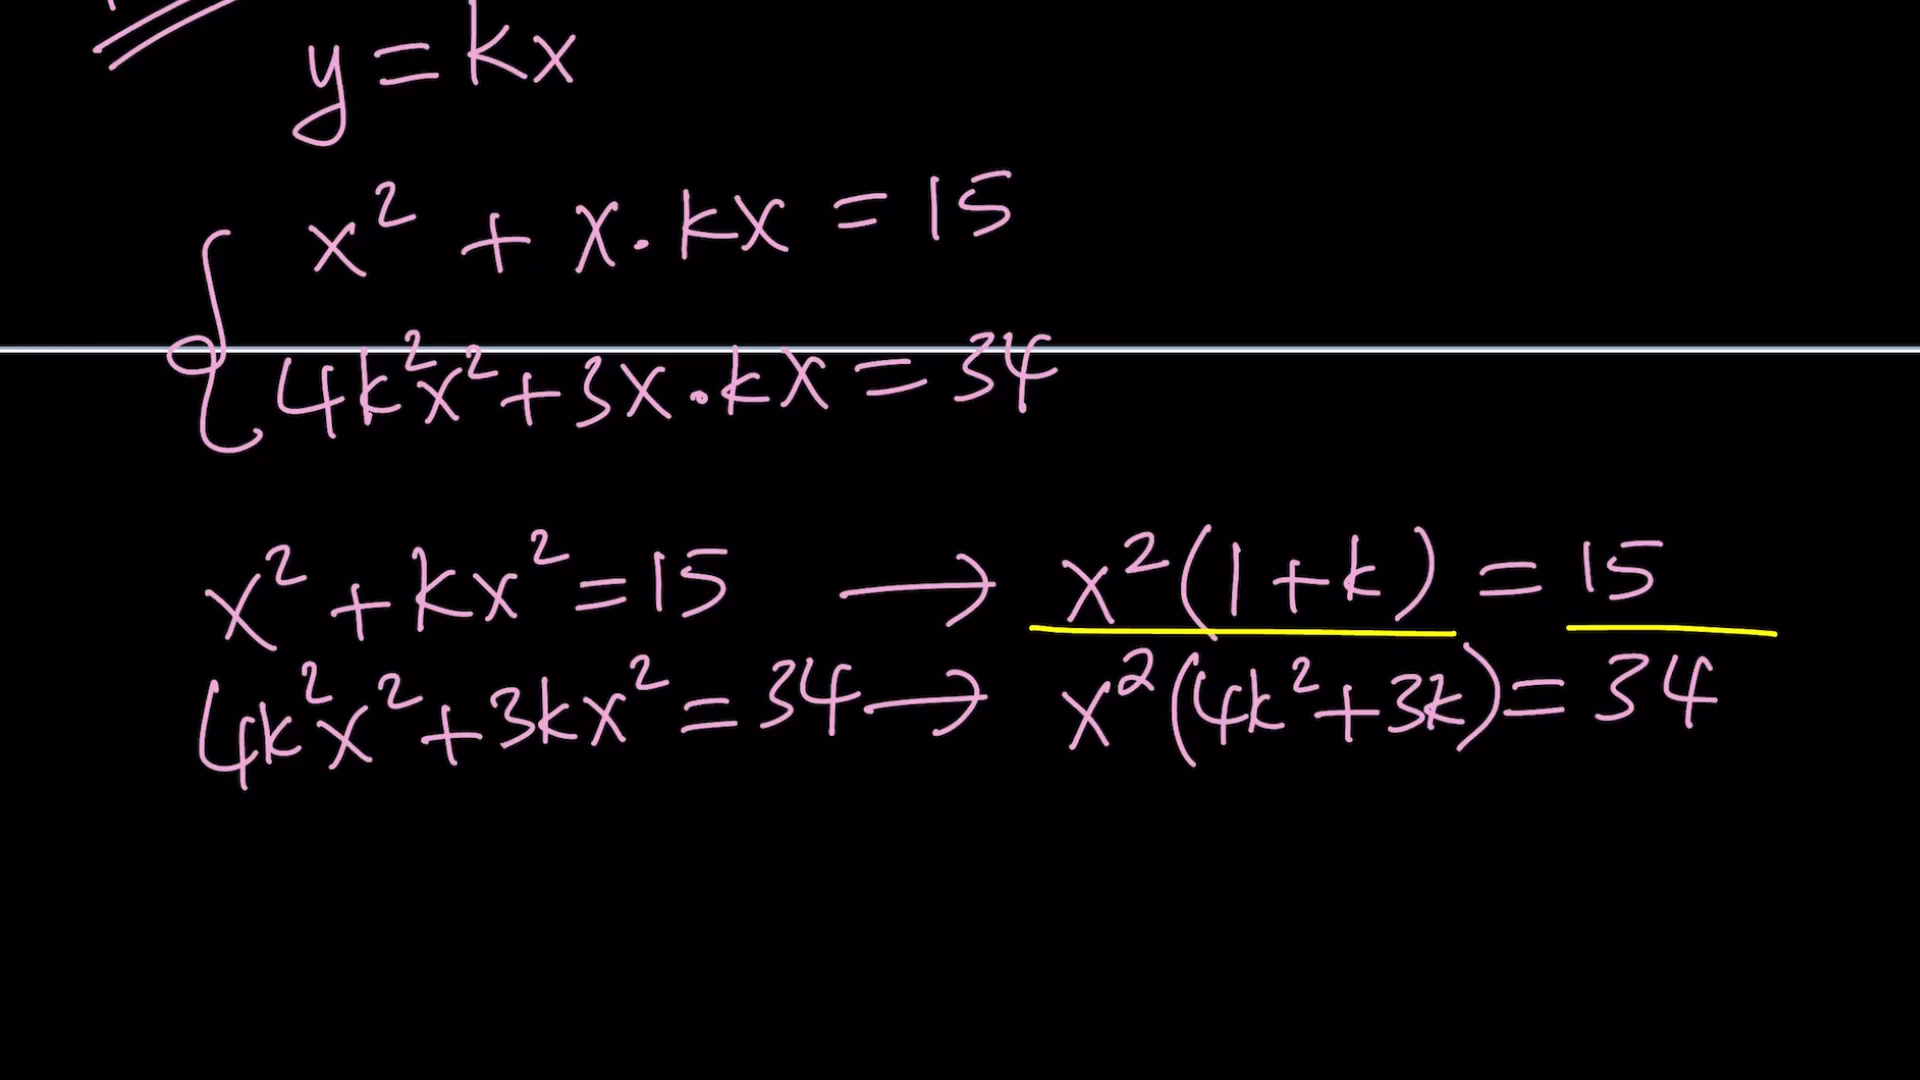 y = kx
x² + x·kx = 15
4k²x² + 3x·kx = 34
x² + kx² = 15 → x²(1+k) = 15
4k²x² + 3kx² = 34 → x²(4k²+3k) = 34